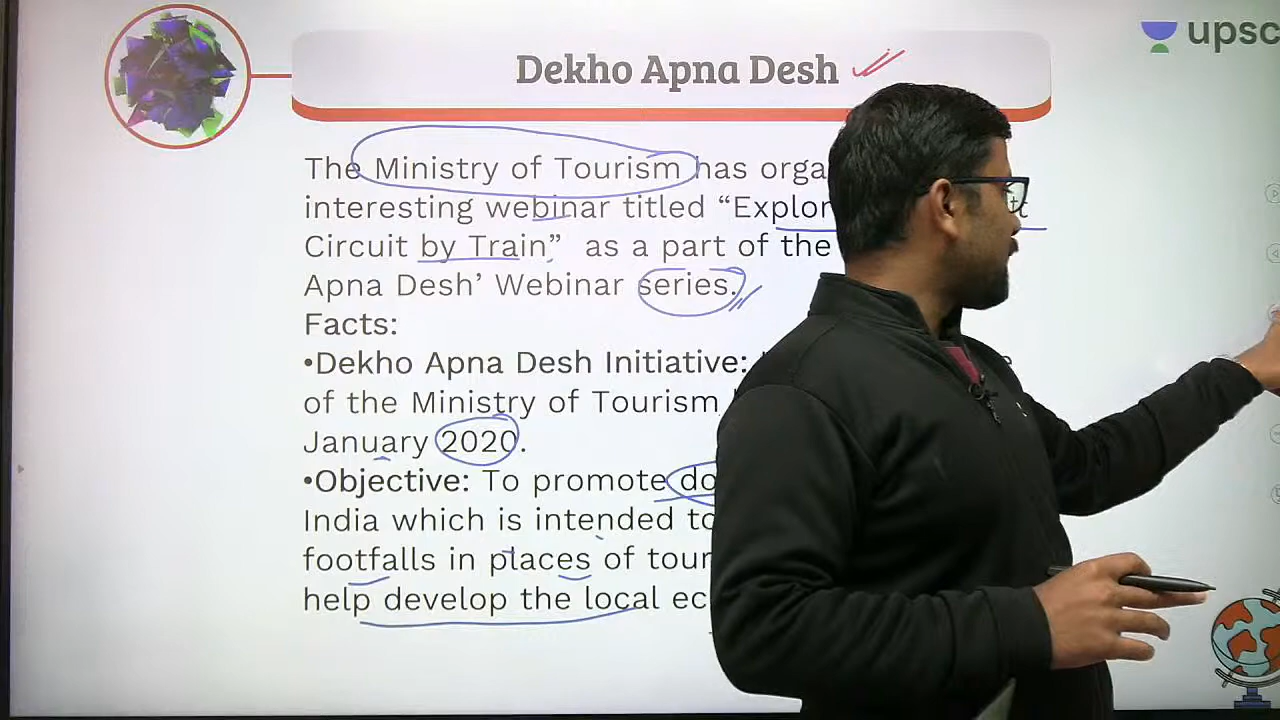 upsc
Dekho Apna Desh
The Ministry of Tourism has orga
interesting webinar titled “Explor
Circuit by Train” as a part of the
Apna Desh’ Webinar series.
Facts:
•Dekho Apna Desh Initiative:
of the Ministry of Tourism
January 2020.
•Objective: To promote do
India which is intended to
footfalls in places of tour
help develop the local ec